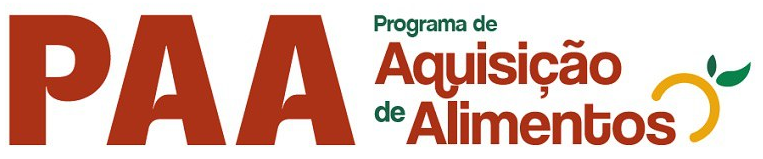 PAA
Programa de
Aquisição
de Alimentos